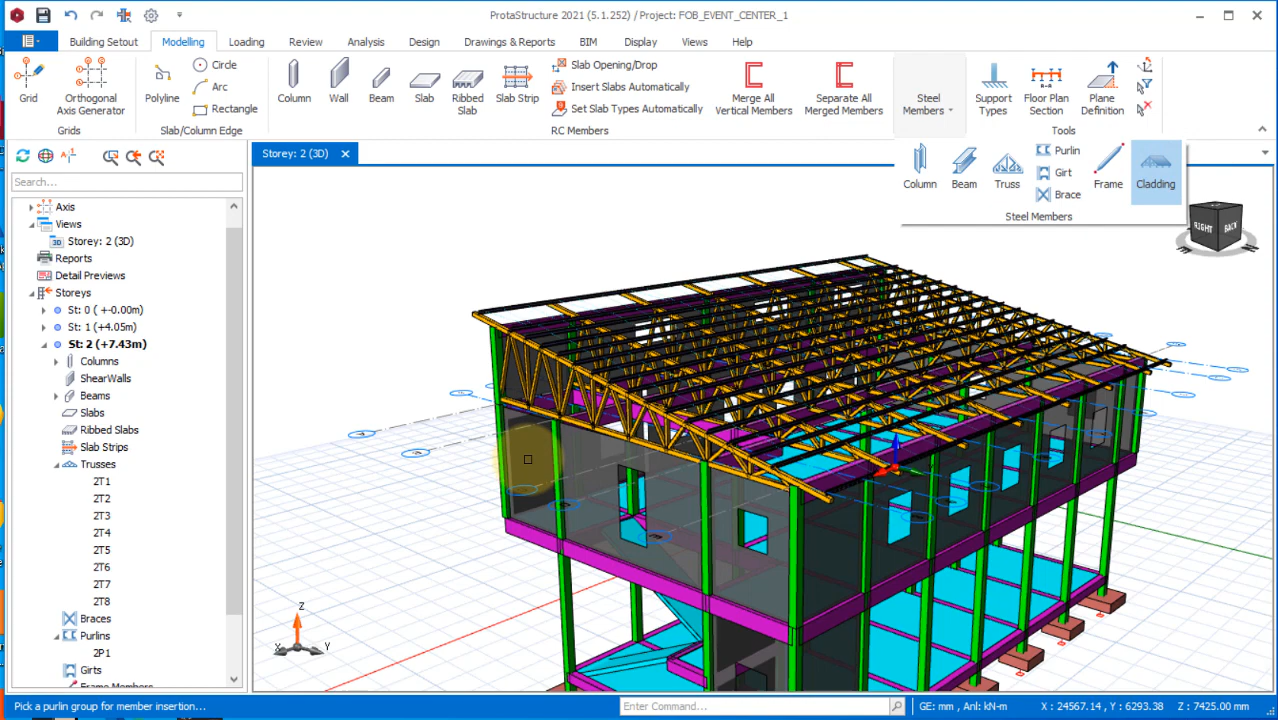 ProtaStructure 2021 (5.1.252) / Project: FOB_EVENT_CENTER_1
Building Setout Modelling Loading Review Analysis Design Drawings & Reports BIM Display Views Help
Grid
Orthogonal Axis Generator
Grids
Polyline
Circle
Arc
Rectangle
Slab/Column Edge
Column
Wall
Beam
Slab
Ribbed Slab
Slab Strip
Slab Opening/Drop
Insert Slabs Automatically
Set Slab Types Automatically
RC Members
Merge All Vertical Members
Separate All Merged Members
Steel Members
Support Types
Floor Plan Section
Plane Definition
Tools
Column
Beam
Truss
Purlin
Girt
Brace
Frame
Cladding
Steel Members
Storey: 2 (3D)
Search...
Axis
Views
Storey: 2 (3D)
Reports
Detail Previews
Storeys
St: 0 ( +-0.00m)
St: 1 (+4.05m)
St: 2 (+7.43m)
Columns
ShearWalls
Beams
Slabs
Ribbed Slabs
Slab Strips
Trusses
2T1
2T2
2T3
2T4
2T5
2T6
2T7
2T8
Braces
Purlins
2P1
Girts
Frame Members
RIGHT BACK
Z
X Y
Pick a purlin group for member insertion...
Enter Command...
GE: mm, Anl: kN-m
X : 24567.14 , Y : 6293.38
Z : 7425.00 mm